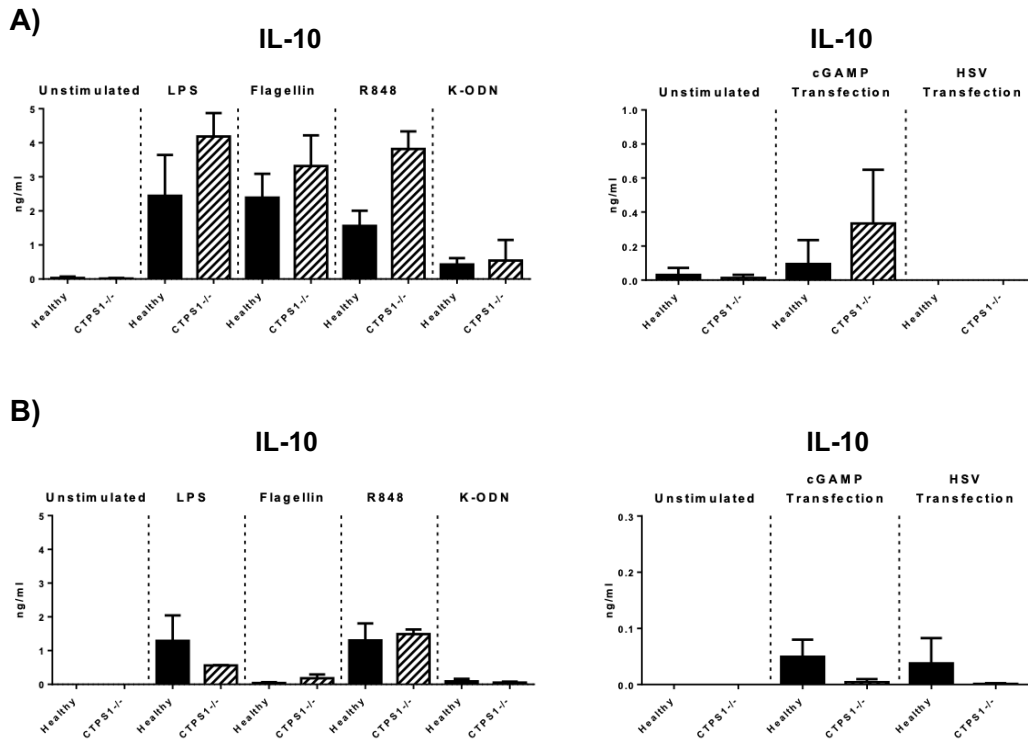 A)
IL-10
Unstimulated LPS Flagellin R848 K-ODN
5
4
3
2
1
0
ng/ml
Healthy CTPS1-/- Healthy CTPS1-/- Healthy CTPS1-/- Healthy CTPS1-/- Healthy CTPS1-/-
IL-10
Unstimulated cGAMP Transfection HSV Transfection
1.0
0.8
0.6
0.4
0.2
0.0
ng/ml
Healthy CTPS1-/- Healthy CTPS1-/- Healthy CTPS1-/-
B)
IL-10
Unstimulated LPS Flagellin R848 K-ODN
5
4
3
2
1
0
ng/ml
Healthy CTPS1-/- Healthy CTPS1-/- Healthy CTPS1-/- Healthy CTPS1-/- Healthy CTPS1-/-
IL-10
Unstimulated cGAMP Transfection HSV Transfection
0.3
0.2
0.1
0.0
ng/ml
Healthy CTPS1-/- Healthy CTPS1-/- Healthy CTPS1-/-